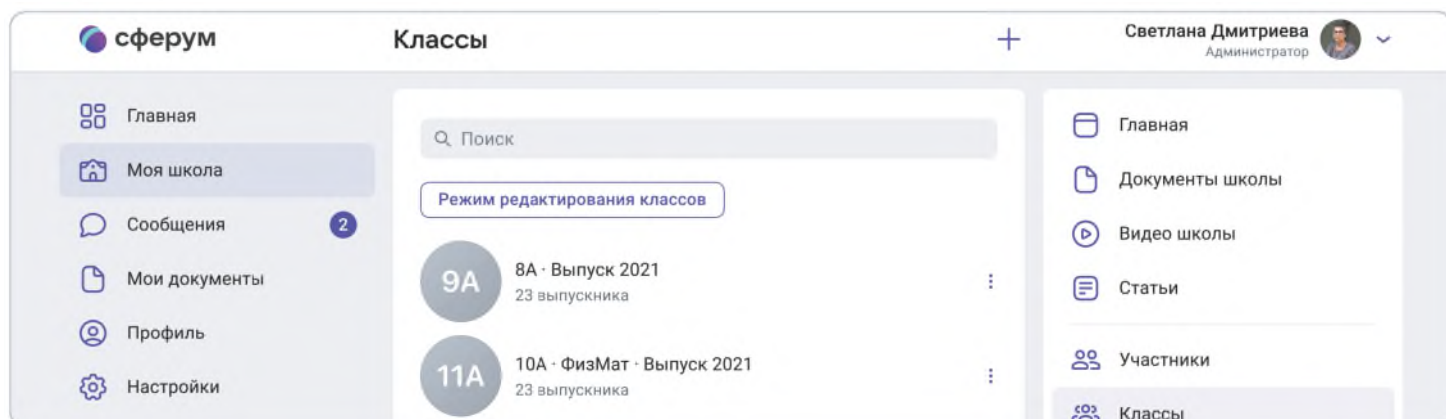 сферум
Классы
Светлана Дмитриева
Администратор
Главная
Моя школа
Сообщения
2
Мои документы
Профиль
Настройки
Поиск
Режим редактирования классов
9А
8А · Выпуск 2021
23 выпускника
11А
10А · ФизМат · Выпуск 2021
23 выпускника
Главная
Документы школы
Видео школы
Статьи
Участники
Классы